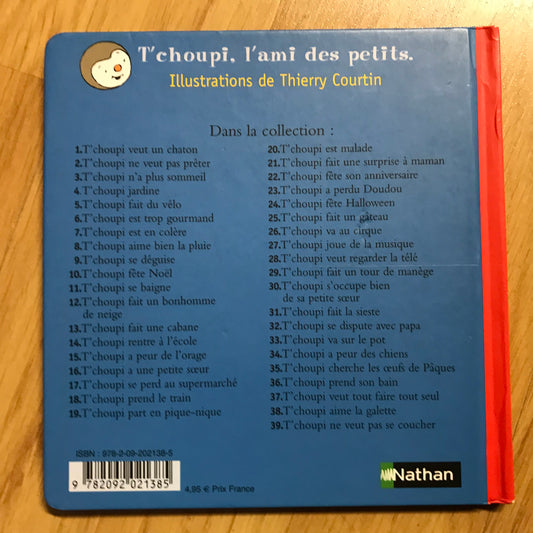 T'choupi, l'ami des petits.
Illustrations de Thierry Courtin
Dans la collection :
1.T'choupi veut un chaton
2.T'choupi ne veut pas prêter
3.T'choupi n'a plus sommeil
4.T'choupi jardine
5.T'choupi fait du vélo
6.T'choupi est trop gourmand
7.T'choupi est en colère
8.T'choupi aime bien la pluie
9.T'choupi se déguise
10.T'choupi fête Noël
11.T'choupi se baigne
12.T'choupi fait un bonhomme
de neige
13.T'choupi fait une cabane
14.T'choupi rentre à l'école
15.T'choupi a peur de l'orage
16.T'choupi a une petite sœur
17.T'choupi se perd au supermarché
18.T'choupi prend le train
19.T'choupi part en pique-nique
20.T'choupi est malade
21.T'choupi fait une surprise à maman
22.T'choupi fête son anniversaire
23.T'choupi a perdu Doudou
24.T'choupi fête Halloween
25.T'choupi fait un gâteau
26.T'choupi va au cirque
27.T'choupi joue de la musique
28.T'choupi veut regarder la télé
29.T'choupi fait un tour de manège
30.T'choupi s'occupe bien
de sa petite sœur
31.T'choupi fait la sieste
32.T'choupi se dispute avec papa
33.T'choupi va sur le pot
34.T'choupi a peur des chiens
35.T'choupi cherche les œufs de Pâques
36.T'choupi prend son bain
37.T'choupi veut tout faire tout seul
38.T'choupi aime la galette
39.T'choupi ne veut pas se coucher
ISBN : 978-2-09-202138-5
9 782092 021385
4,95 € Prix France
Nathan